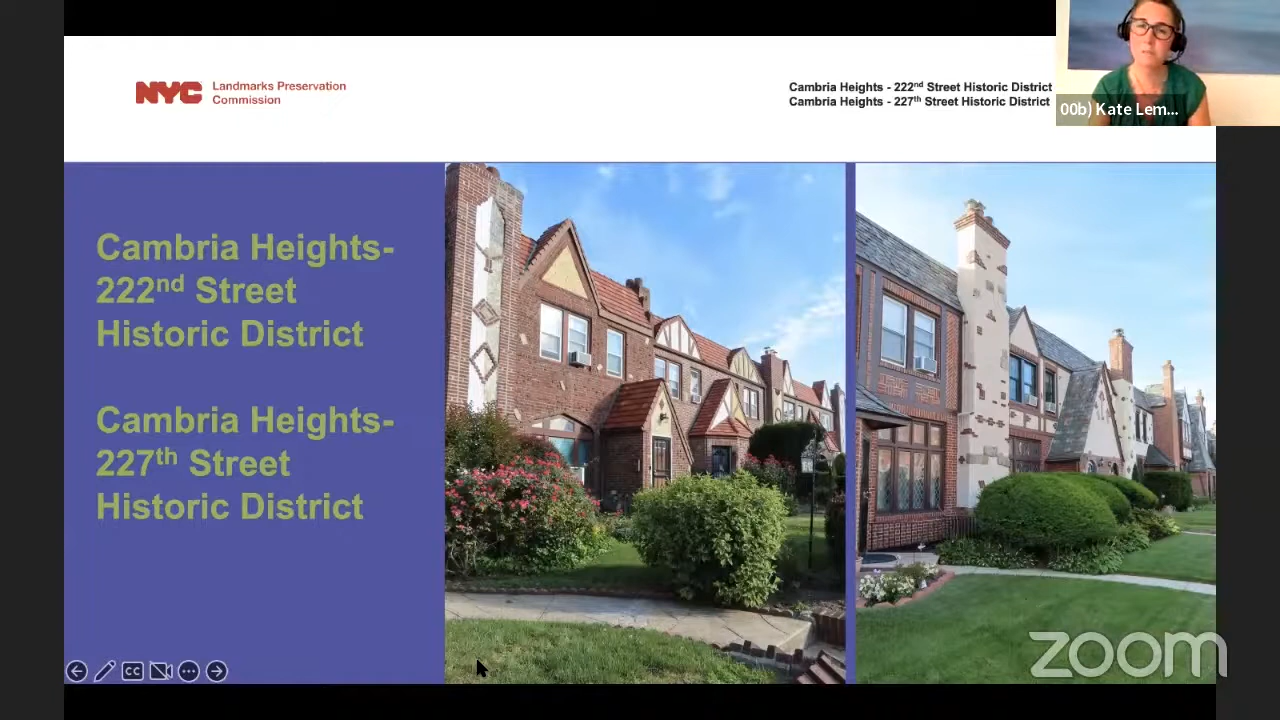 NYC
Landmarks Preservation
Commission
Cambria Heights - 222nd Street Historic District
Cambria Heights - 227th Street Historic District
00b) Kate Lem...
Cambria Heights-
222nd Street
Historic District
Cambria Heights-
227th Street
Historic District
CC
zoom